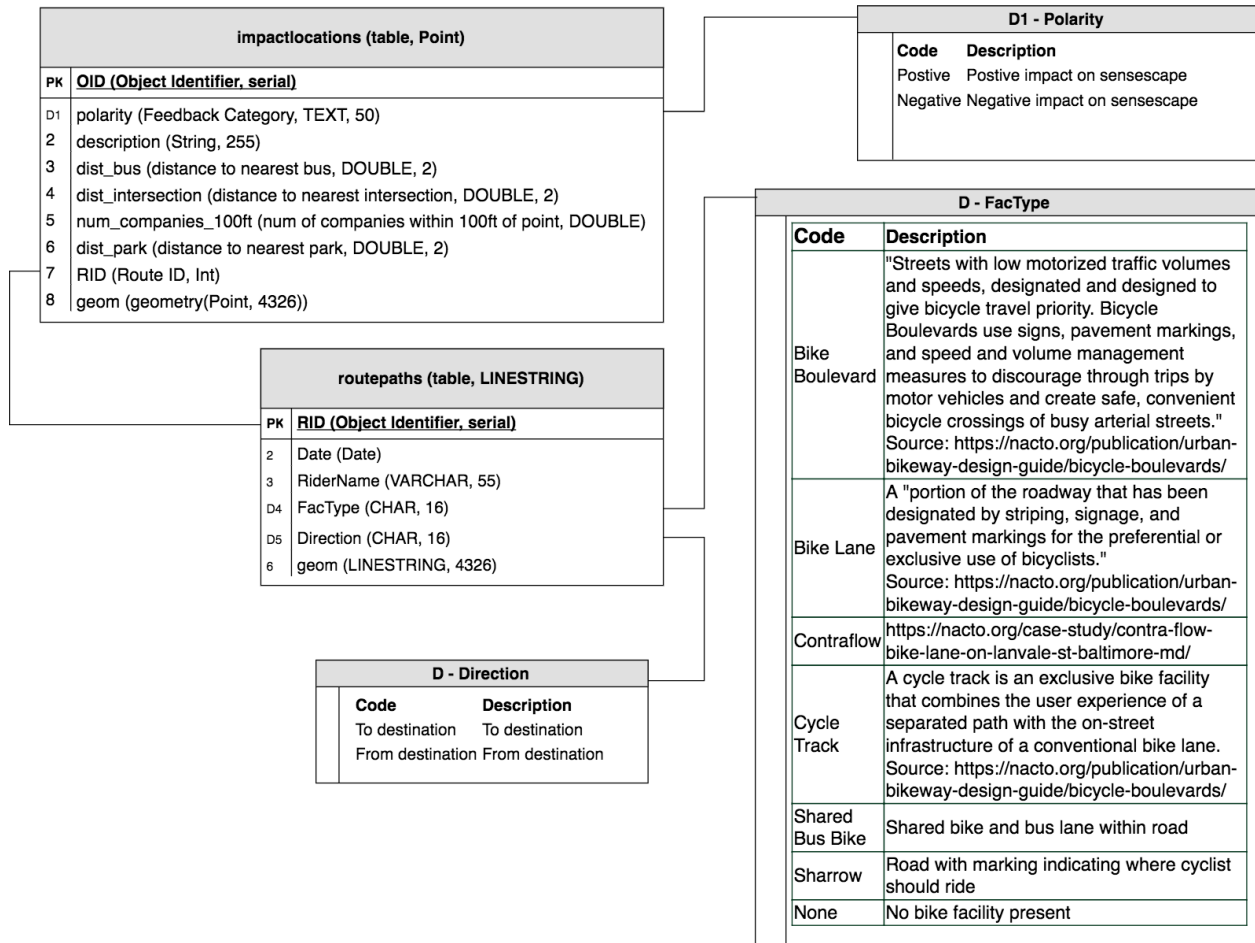 impactlocations (table, Point)
PK OID (Object Identifier, serial)
D1 polarity (Feedback Category, TEXT, 50)
2 description (String, 255)
3 dist_bus (distance to nearest bus, DOUBLE, 2)
4 dist_intersection (distance to nearest intersection, DOUBLE, 2)
5 num_companies_100ft (num of companies within 100ft of point, DOUBLE)
6 dist_park (distance to nearest park, DOUBLE, 2)
7 RID (Route ID, Int)
8 geom (geometry(Point, 4326))
D1 - Polarity
Code Description
Postive Postive impact on sensescape
Negative Negative impact on sensescape
routepaths (table, LINESTRING)
PK RID (Object Identifier, serial)
2 Date (Date)
3 RiderName (VARCHAR, 55)
D4 FacType (CHAR, 16)
D5 Direction (CHAR, 16)
6 geom (LINESTRING, 4326)
D - Direction
Code Description
To destination To destination
From destination From destination
D - FacType
Code Description
Bike
Boulevard
"Streets with low motorized traffic volumes
and speeds, designated and designed to
give bicycle travel priority. Bicycle
Boulevards use signs, pavement markings,
and speed and volume management
measures to discourage through trips by
motor vehicles and create safe, convenient
bicycle crossings of busy arterial streets."
Source: https://nacto.org/publication/urban-
bikeway-design-guide/bicycle-boulevards/
Bike Lane
A "portion of the roadway that has been
designated by striping, signage, and
pavement markings for the preferential or
exclusive use of bicyclists."
Source: https://nacto.org/publication/urban-
bikeway-design-guide/bicycle-boulevards/
Contraflow
https://nacto.org/case-study/contra-flow-
bike-lane-on-lanvale-st-baltimore-md/
Cycle
Track
A cycle track is an exclusive bike facility
that combines the user experience of a
separated path with the on-street
infrastructure of a conventional bike lane.
Source: https://nacto.org/publication/urban-
bikeway-design-guide/bicycle-boulevards/
Shared
Bus Bike
Shared bike and bus lane within road
Sharrow
Road with marking indicating where cyclist
should ride
None No bike facility present